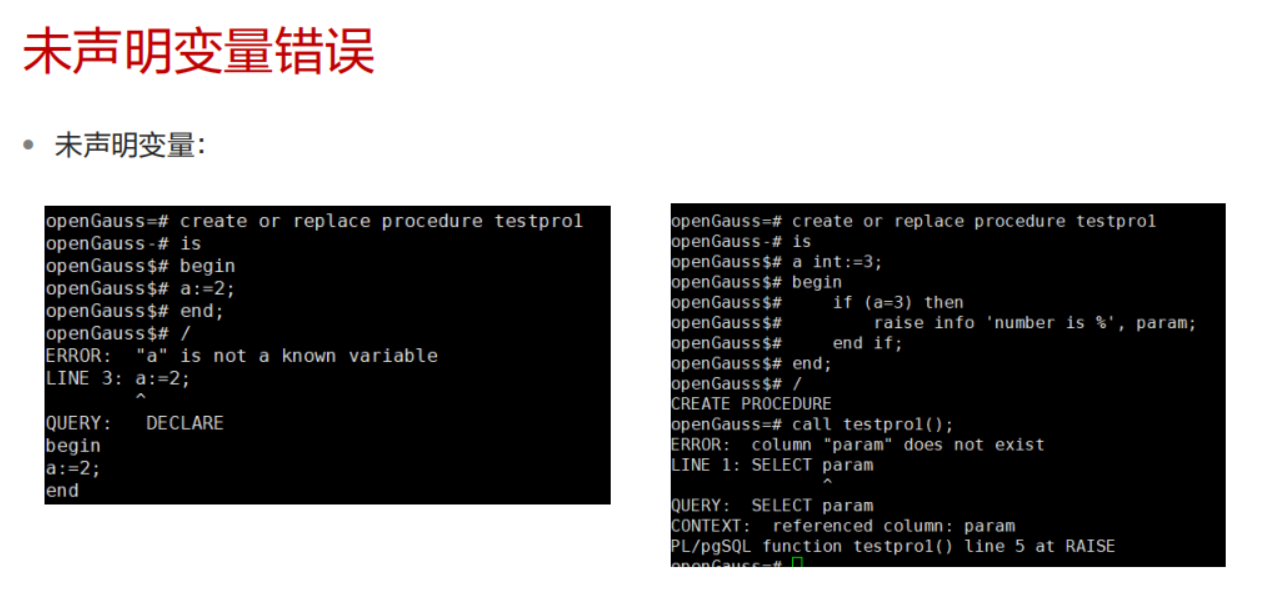 未声明变量错误
• 未声明变量：
openGauss=# create or replace procedure testpro1
openGauss-# is
openGauss$# begin
openGauss$# a:=2;
openGauss$# end;
openGauss$# /
ERROR:  "a" is not a known variable
LINE 3: a:=2;
        ^
QUERY:   DECLARE
begin
a:=2;
end
openGauss=# create or replace procedure testpro1
openGauss-# is
openGauss$# a int:=3;
openGauss$# begin
openGauss$#     if (a=3) then
openGauss$#         raise info 'number is %', param;
openGauss$#     end if;
openGauss$# end;
openGauss$# /
CREATE PROCEDURE
openGauss=# call testpro1();
ERROR:  column "param" does not exist
LINE 1: SELECT param
               ^
QUERY:  SELECT param
CONTEXT:  referenced column: param
PL/pgSQL function testpro1() line 5 at RAISE
openGauss=#